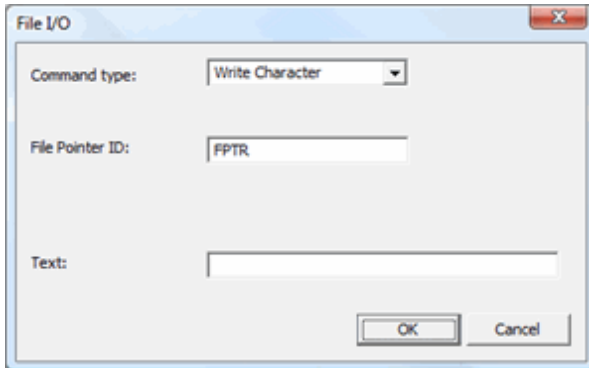 File I/O
Command type: Write Character
File Pointer ID: FPTR
Text:
OK Cancel